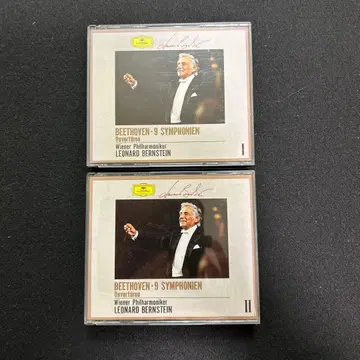 BEETHOVEN · 9 SYMPHONIEN
Ouvertüren
Wiener Philharmoniker
LEONARD BERNSTEIN
I
BEETHOVEN · 9 SYMPHONIEN
Ouvertüren
Wiener Philharmoniker
LEONARD BERNSTEIN
II